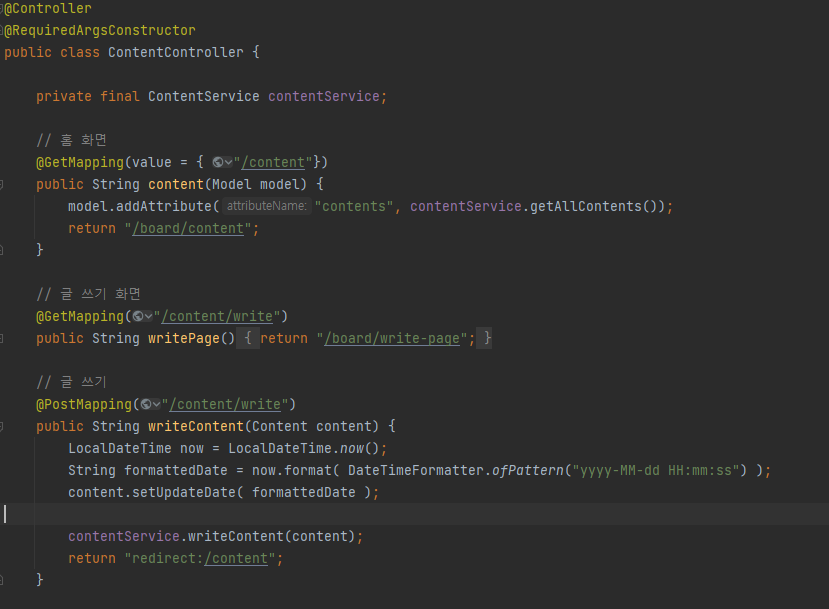 @Controller
@RequiredArgsConstructor
public class ContentController {
private final ContentService contentService;
// 홈 화면
@GetMapping(value = { "/content"})
public String content(Model model) {
model.addAttribute( attributeName: "contents", contentService.getAllContents());
return "/board/content";
}
// 글 쓰기 화면
@GetMapping("/content/write")
public String writePage() { return "/board/write-page"; }
// 글 쓰기
@PostMapping("/content/write")
public String writeContent(Content content) {
LocalDateTime now = LocalDateTime.now();
String formattedDate = now.format( DateTimeFormatter.ofPattern("yyyy-MM-dd HH:mm:ss") );
content.setUpdateDate( formattedDate );
contentService.writeContent(content);
return "redirect:/content";
}